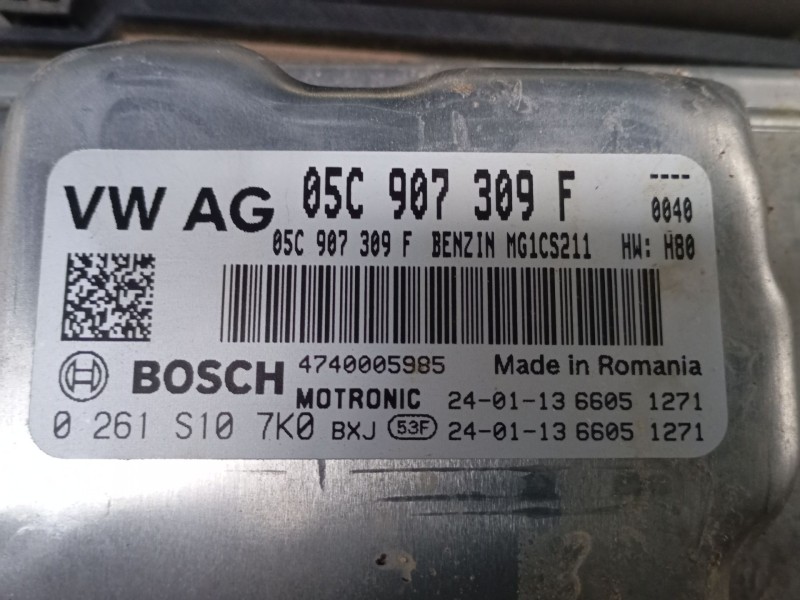 VW AG 05C 907 309 F ----
0040
05C 907 309 F BENZIN MG1CS211 HW: H80
BOSCH 4740005985 Made in Romania
MOTRONIC 24-01-13 6605 1271
0 261 S10 7K0 BXJ 53F 24-01-13 6605 1271